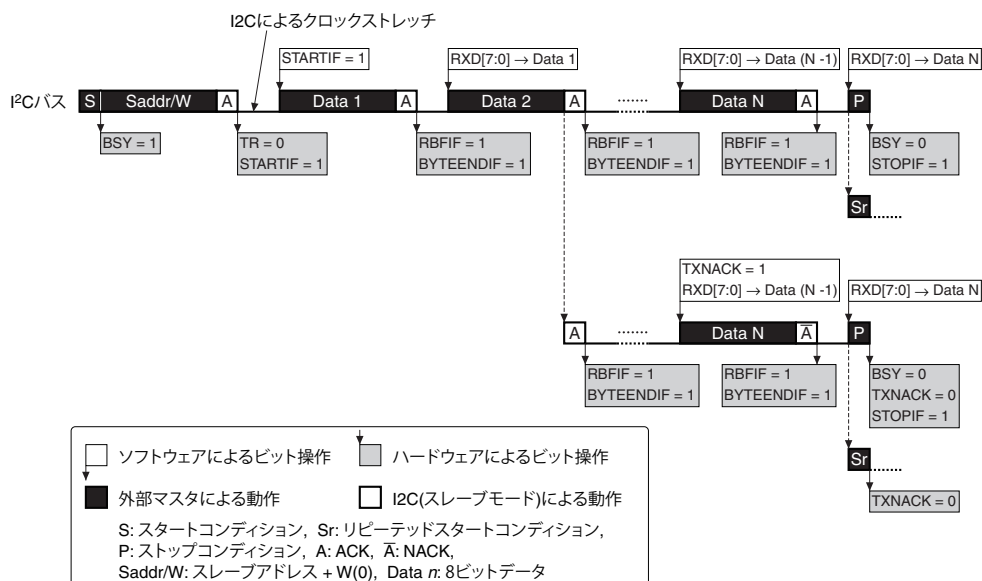 I2Cによるクロックストレッチ
STARTIF = 1
RXD[7:0] → Data 1
RXD[7:0] → Data (N -1)
RXD[7:0] → Data N
I²Cバス
S
Saddr/W
A
Data 1
A
Data 2
A
Data N
A
P
BSY = 1
TR = 0
STARTIF = 1
RBFIF = 1
BYTEENDIF = 1
RBFIF = 1
BYTEENDIF = 1
RBFIF = 1
BYTEENDIF = 1
BSY = 0
STOPIF = 1
Sr
TXNACK = 1
RXD[7:0] → Data (N -1)
RXD[7:0] → Data N
A
Data N
A̅
P
RBFIF = 1
BYTEENDIF = 1
RBFIF = 1
BYTEENDIF = 1
BSY = 0
TXNACK = 0
STOPIF = 1
Sr
TXNACK = 0
ソフトウェアによるビット操作
ハードウェアによるビット操作
外部マスタによる動作
I2C(スレーブモード)による動作
S: スタートコンディション, Sr: リピーテッドスタートコンディション,
P: ストップコンディション, A: ACK, A̅: NACK,
Saddr/W: スレーブアドレス + W(0), Data n: 8ビットデータ